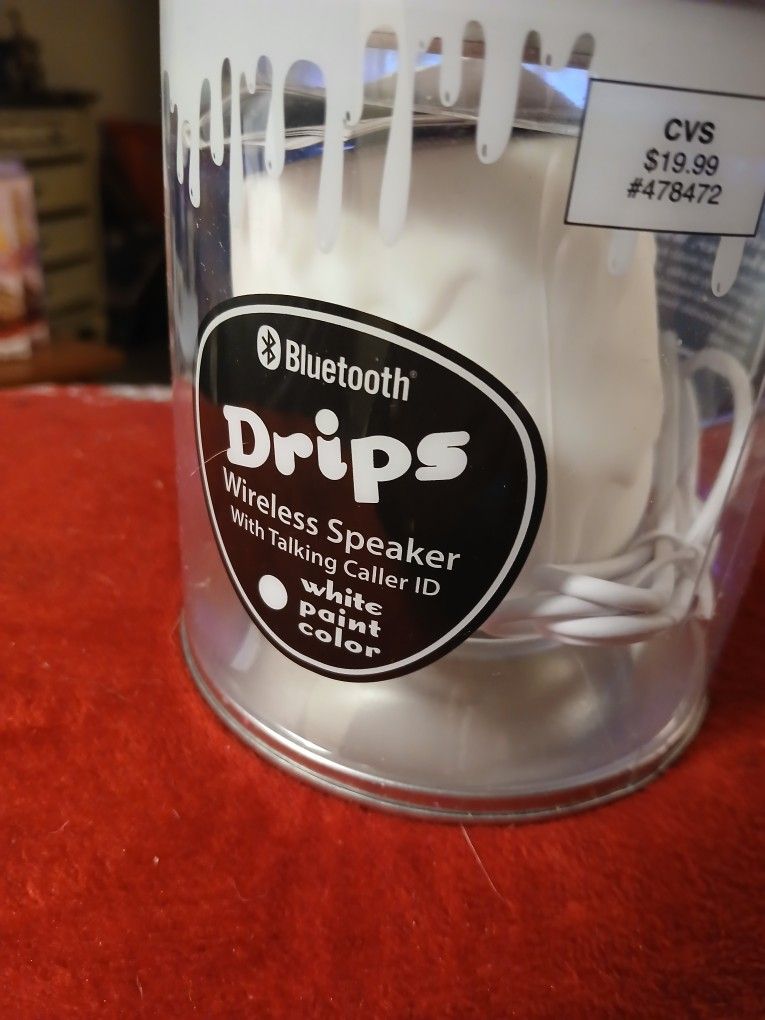 CVS
$19.99
#478472
Bluetooth®
Drips
Wireless Speaker
With Talking Caller ID
white
paint
color